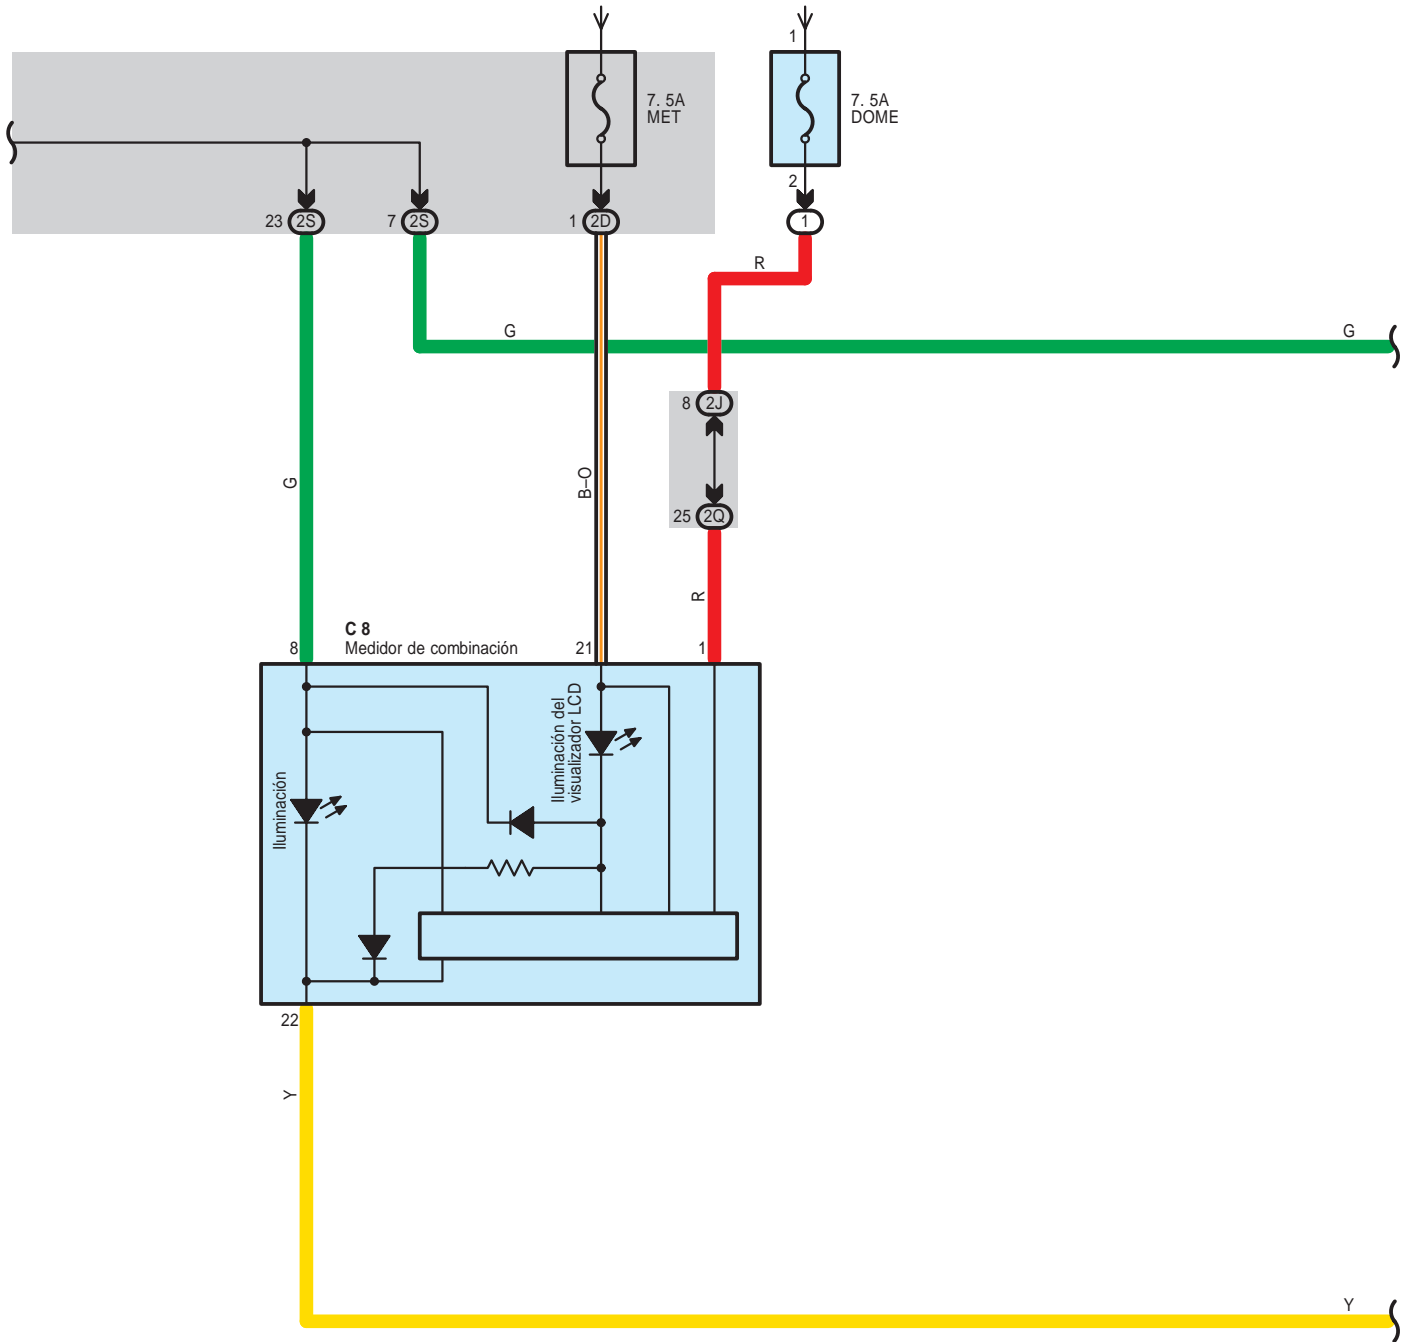 1
7. 5A
MET
7. 5A
DOME
2
23 2S
7 2S
1 2D
1
R
G
G
8 2J
G
B–O
25 2Q
R
C 8
Medidor de combinación
8
21
1
Iluminación del
visualizador LCD
Iluminación
22
Y
Y